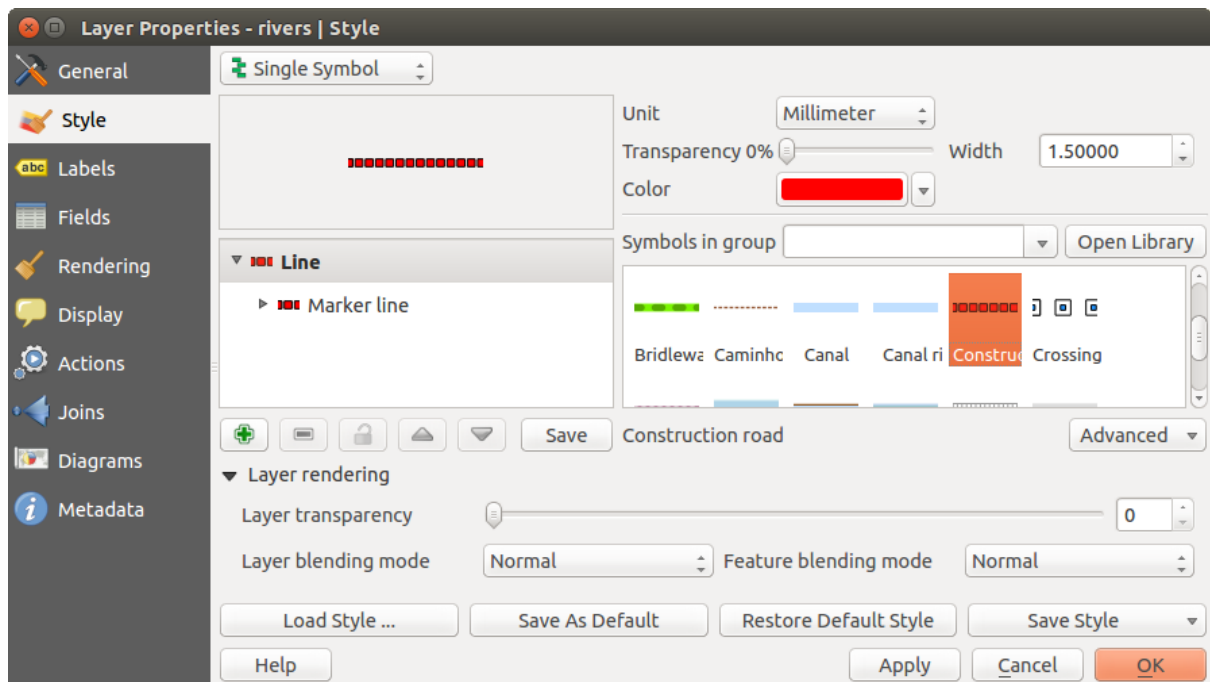 Layer Properties - rivers | Style
General
Style
abc Labels
Fields
Rendering
Display
Actions
Joins
Diagrams
Metadata
Single Symbol
Unit Millimeter
Transparency 0% Width 1.50000
Color
Symbols in group Open Library
Line
Marker line
Bridlewa Caminho Canal Canal ri Construc Crossing
Save Construction road Advanced
Layer rendering
Layer transparency 0
Layer blending mode Normal Feature blending mode Normal
Load Style ... Save As Default Restore Default Style Save Style
Help Apply Cancel OK